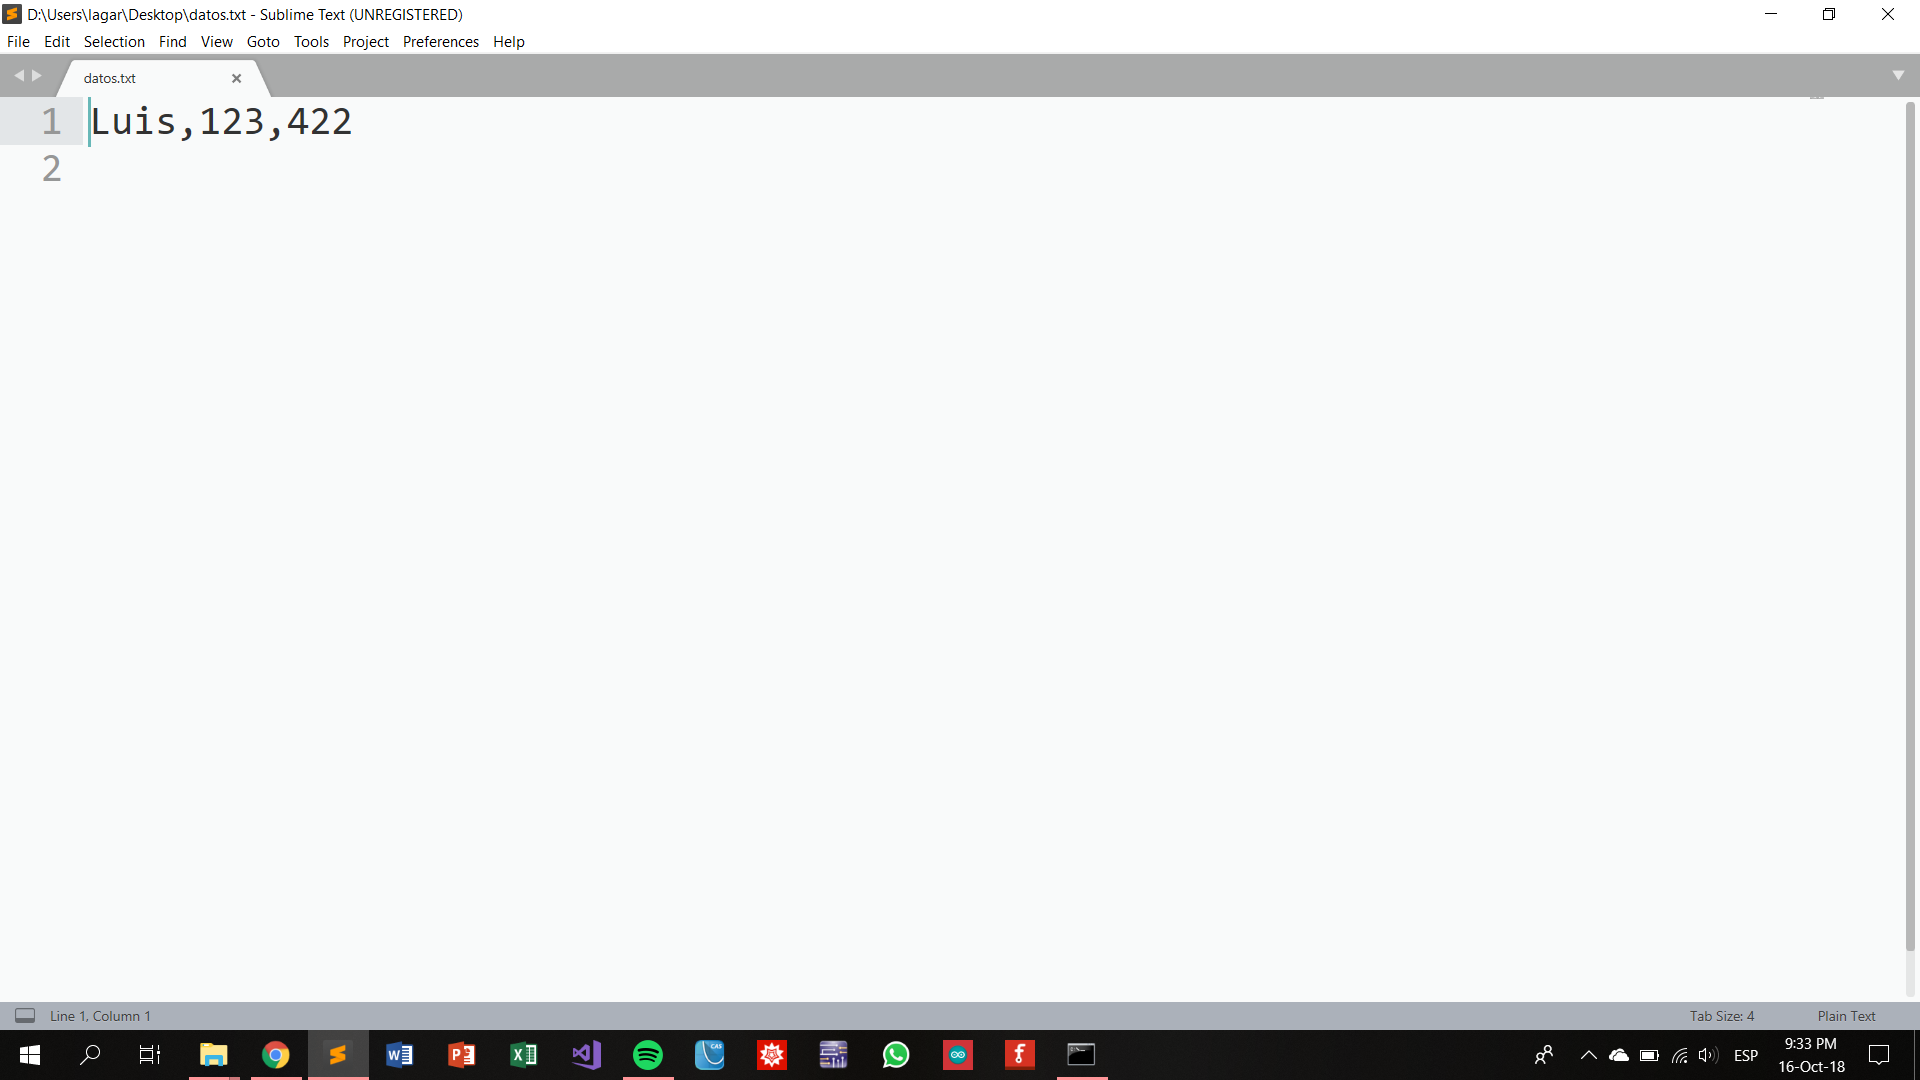 D:\Users\lagar\Desktop\datos.txt - Sublime Text (UNREGISTERED)
File Edit Selection Find View Goto Tools Project Preferences Help
datos.txt
1 Luis,123,422
2
Line 1, Column 1 Tab Size: 4 Plain Text
ESP 9:33 PM
16-Oct-18